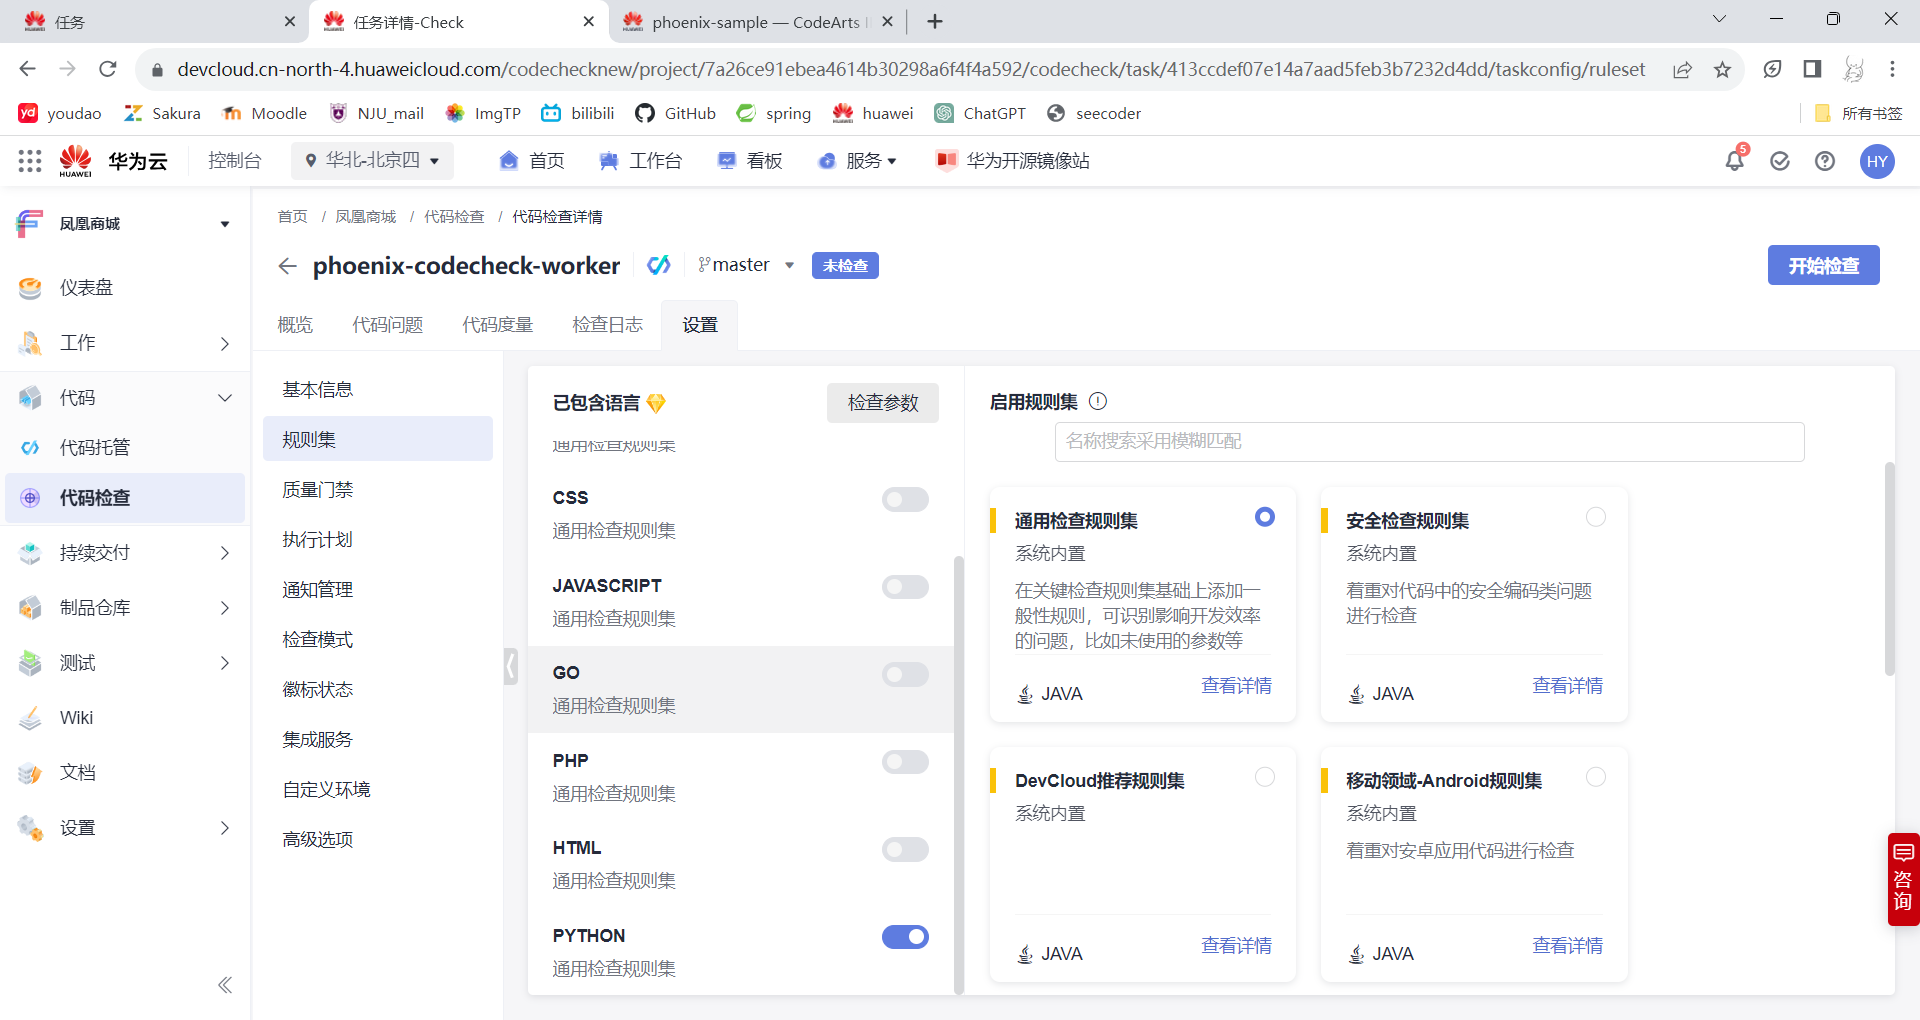 任务
任务详情-Check
phoenix-sample — CodeArts
devcloud.cn-north-4.huaweicloud.com/codechecknew/project/7a26ce91ebea4614b30298a6f4f4a592/codecheck/task/413ccdef07e14a7aad5feb3b7232d4dd/taskconfig/ruleset
yd youdao
Sakura
Moodle
NJU_mail
ImgTP
bilibili
GitHub
spring
huawei
ChatGPT
seecoder
所有书签
HUAWEI
华为云
控制台
华北-北京四
首页
工作台
看板
服务
华为开源镜像站
5
HY
凤凰商城
仪表盘
工作
代码
代码托管
代码检查
持续交付
制品仓库
测试
Wiki
文档
设置
首页 / 凤凰商城 / 代码检查 / 代码检查详情
phoenix-codecheck-worker
master
未检查
开始检查
概览
代码问题
代码度量
检查日志
设置
基本信息
规则集
质量门禁
执行计划
通知管理
检查模式
徽标状态
集成服务
自定义环境
高级选项
已包含语言
检查参数
通用检查规则集
CSS
通用检查规则集
JAVASCRIPT
通用检查规则集
GO
通用检查规则集
PHP
通用检查规则集
HTML
通用检查规则集
PYTHON
通用检查规则集
启用规则集
名称搜索采用模糊匹配
通用检查规则集
系统内置
在关键检查规则集基础上添加一
般性规则，可识别影响开发效率
的问题，比如未使用的参数等
JAVA
查看详情
安全检查规则集
系统内置
着重对代码中的安全编码类问题
进行检查
JAVA
查看详情
DevCloud推荐规则集
系统内置
JAVA
查看详情
移动领域-Android规则集
系统内置
着重对安卓应用代码进行检查
JAVA
查看详情
咨
询